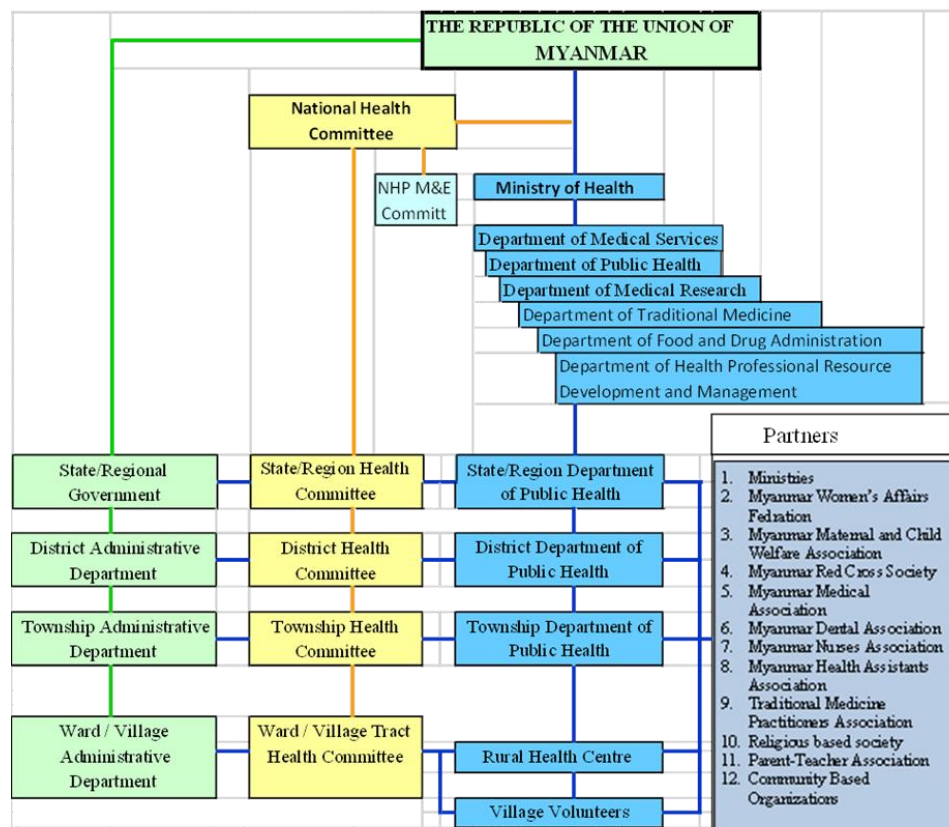 THE REPUBLIC OF THE UNION OF
MYANMAR
National Health
Committee
NHP M&E
Committ
Ministry of Health
Department of Medical Services
Department of Public Health
Department of Medical Research
Department of Traditional Medicine
Department of Food and Drug Administration
Department of Health Professional Resource
Development and Management
State/Regional
Government
State/Region Health
Committee
State/Region Department
of Public Health
District Administrative
Department
District Health
Committee
District Department of
Public Health
Township Administrative
Department
Township Health
Committee
Township Department of
Public Health
Ward / Village
Administrative
Department
Ward / Village Tract
Health Committee
Rural Health Centre
Village Volunteers
Partners
1. Ministries
2. Myanmar Women's Affairs
Fedration
3. Myanmar Maternal and Child
Welfare Association
4. Myanmar Red Cross Society
5. Myanmar Medical
Association
6. Myanmar Dental Association
7. Myanmar Nurses Association
8. Myanmar Health Assistants
Association
9. Traditional Medicine
Practitioners Association
10. Religious based society
11. Parent-Teacher Association
12. Community Based
Organizations